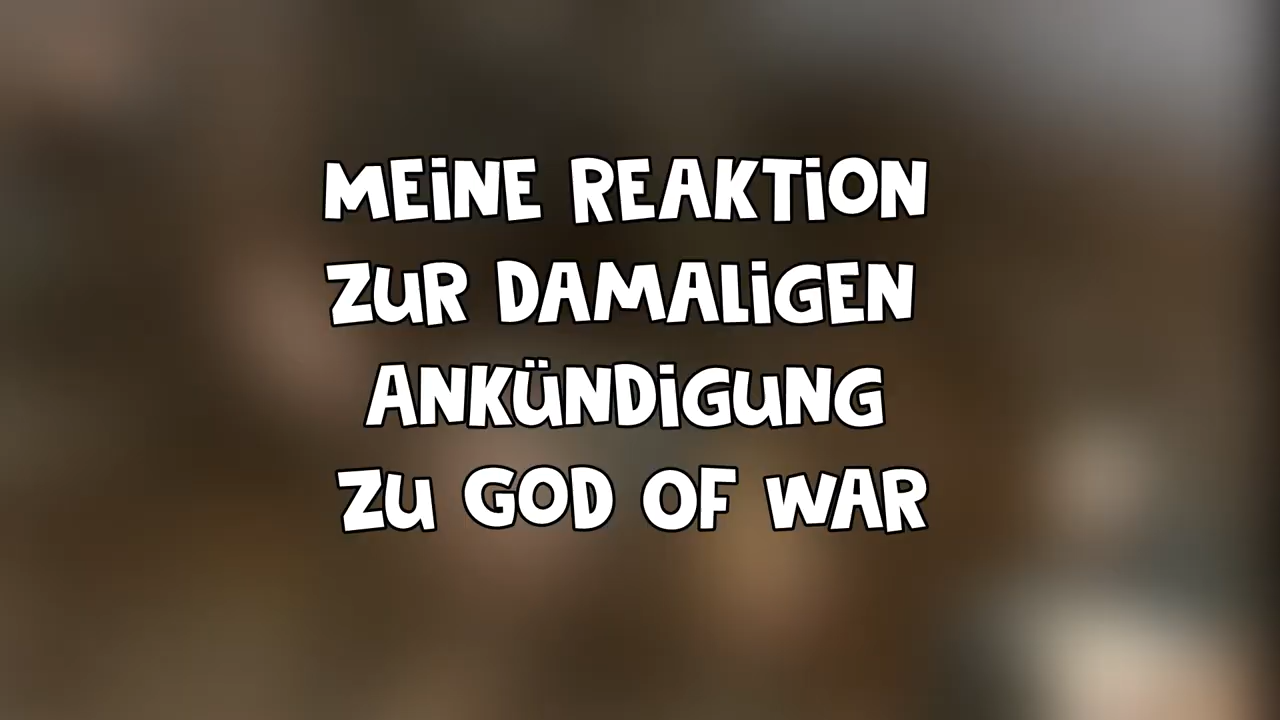 MEINE REAKTION
ZUR DAMALIGEN
ANKÜNDIGUNG
ZU GOD OF WAR